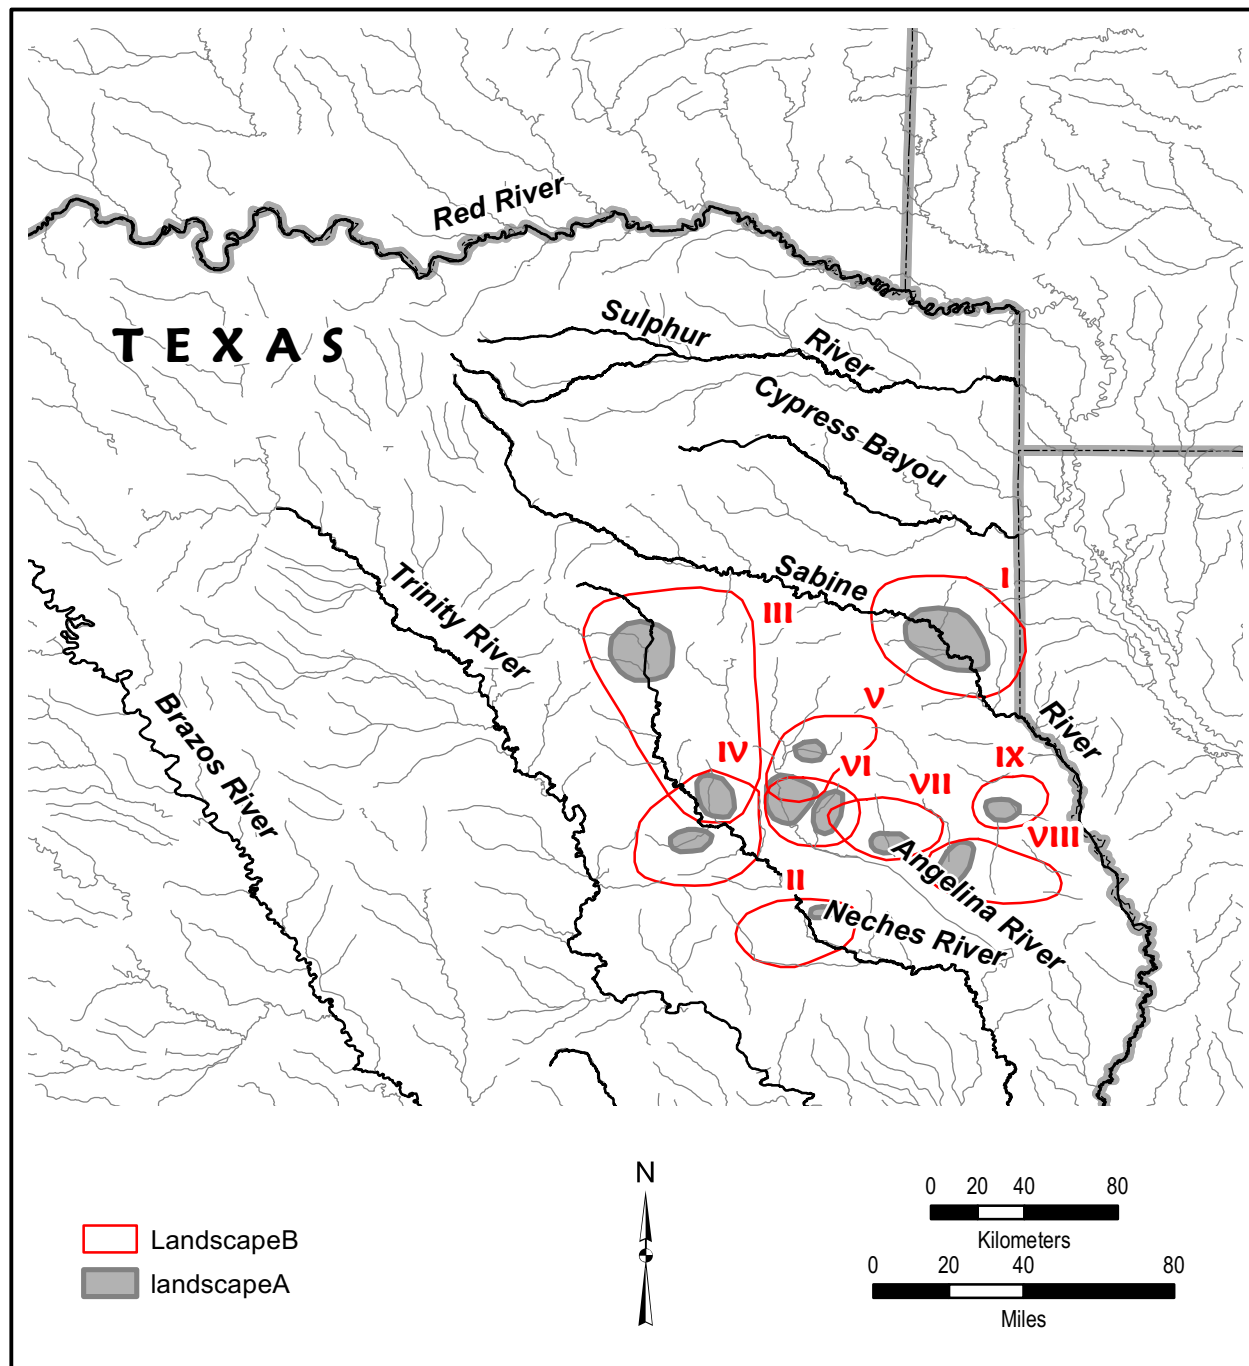 Red River
TEXAS
Sulphur River
Cypress Bayou
Sabine River
Trinity River
Brazos River
I
III
IV
V
VI
VII
IX
VIII
II
Angelina River
Neches River
N
LandscapeB
landscapeA
0 20 40 80
Kilometers
0 20 40 80
Miles